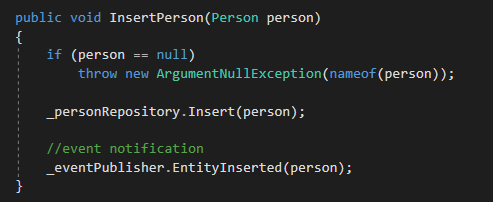 public void InsertPerson(Person person)
{
    if (person == null)
        throw new ArgumentNullException(nameof(person));
    _personRepository.Insert(person);
    //event notification
    _eventPublisher.EntityInserted(person);
}